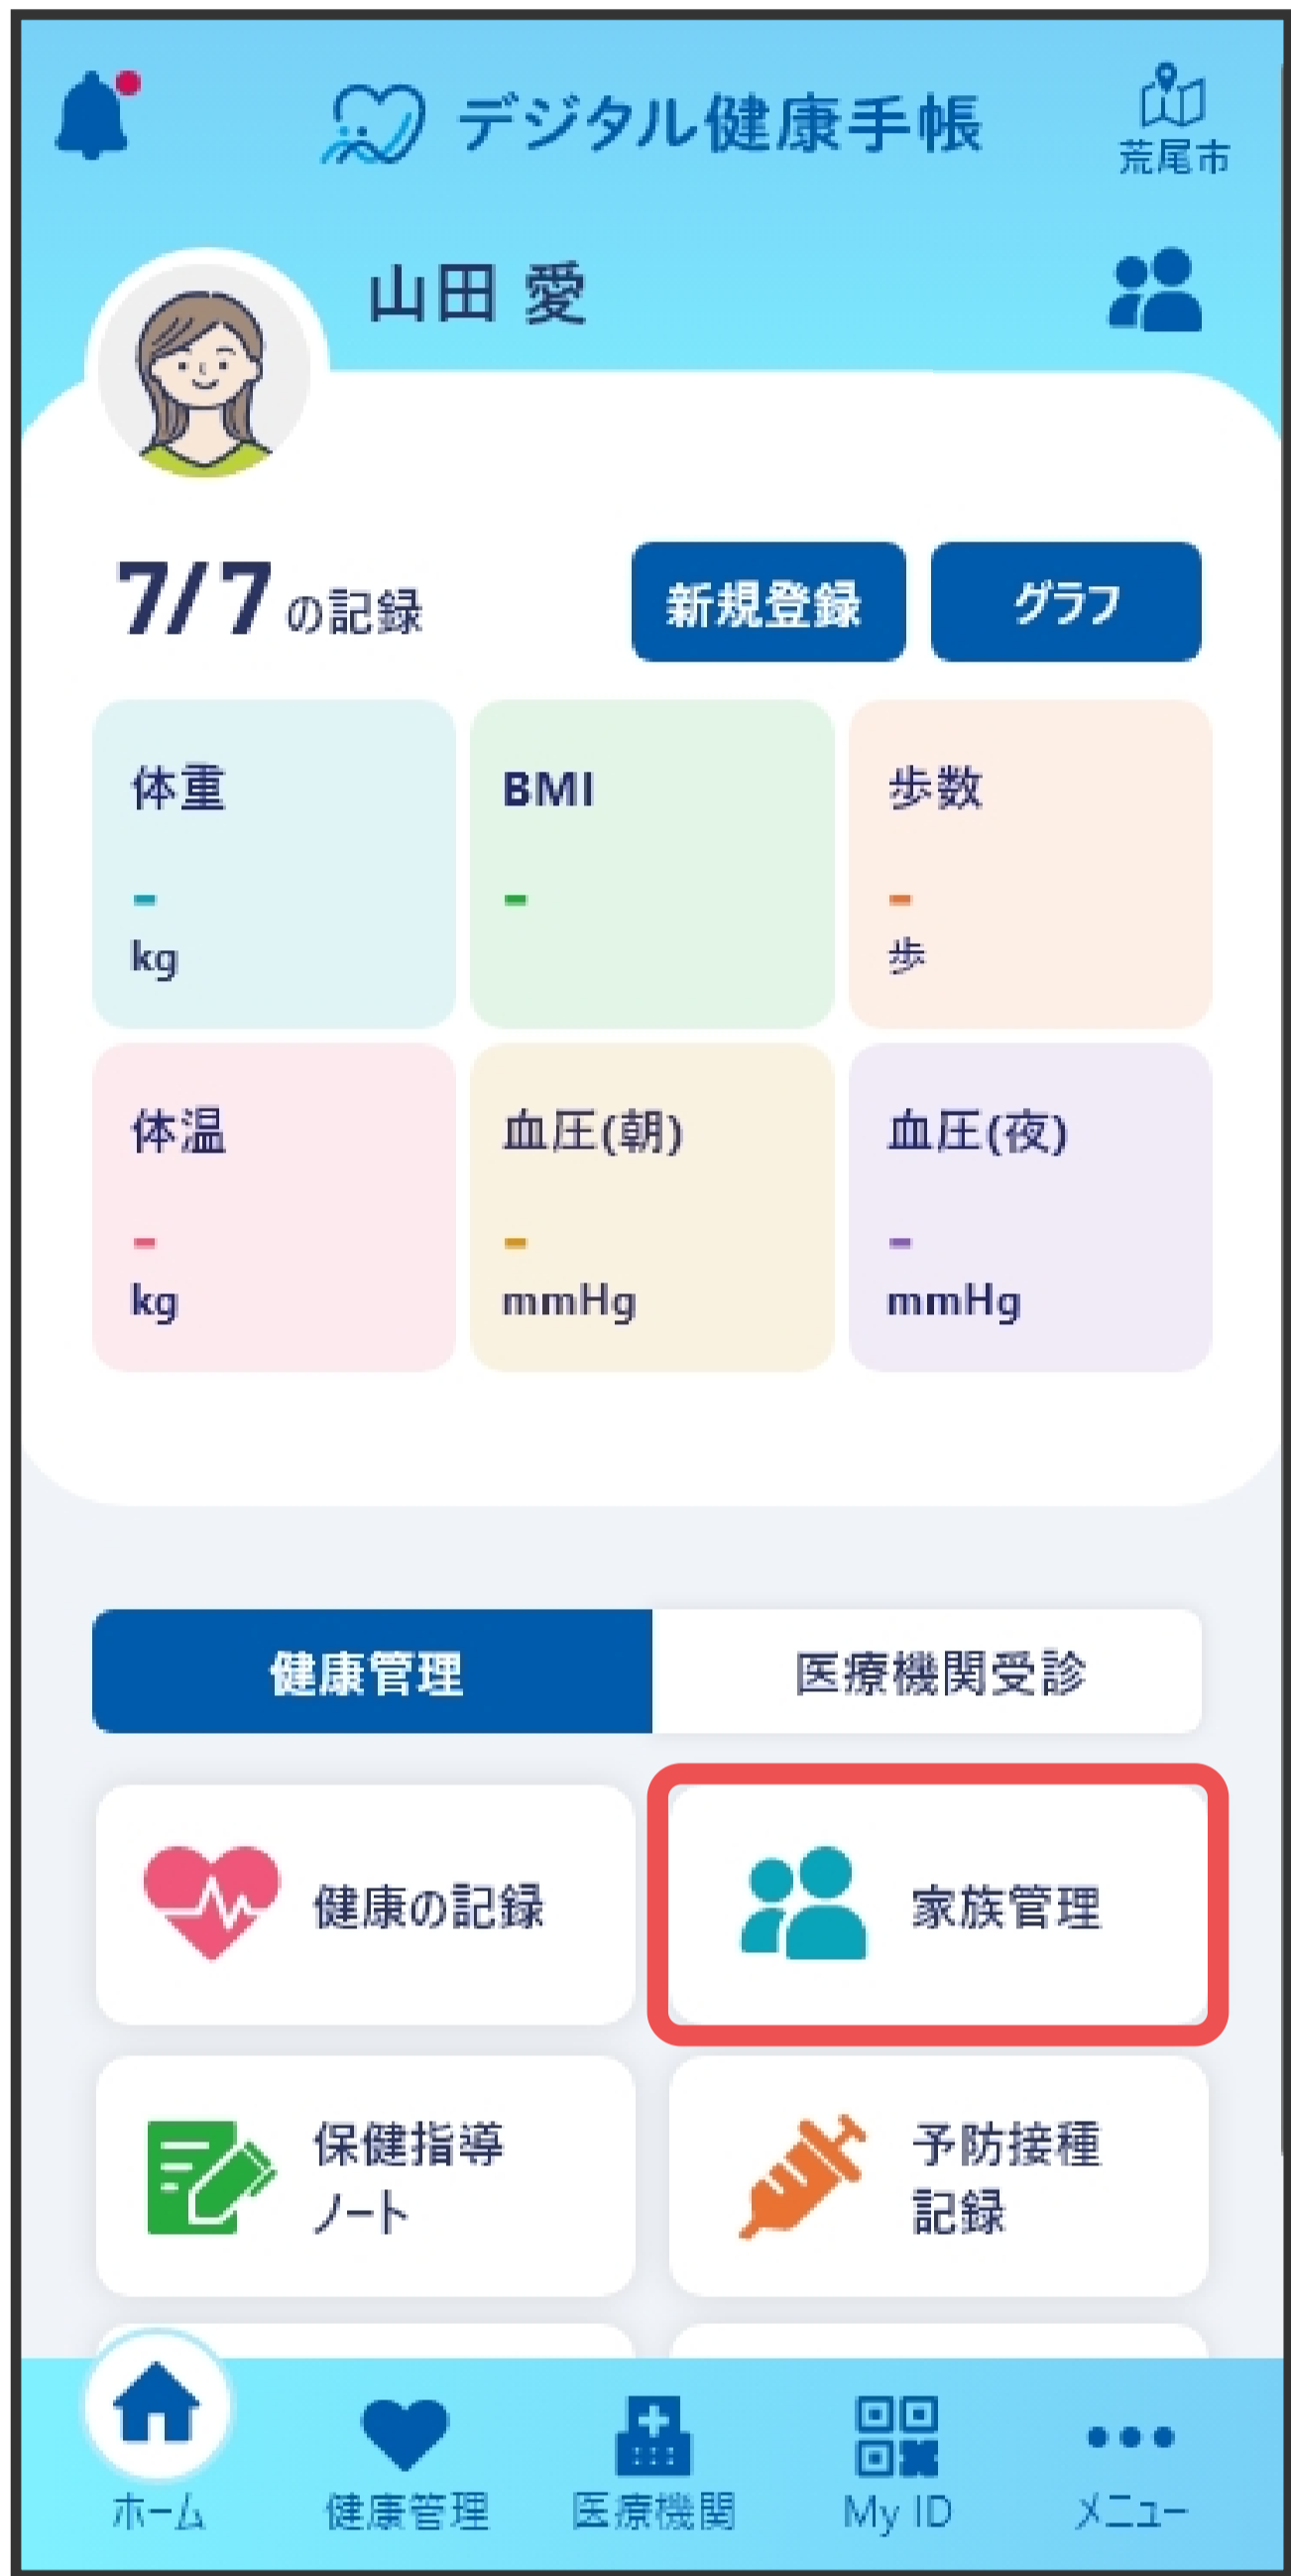 デジタル健康手帳
荒尾市
山田 愛
7/7の記録
新規登録
グラフ
体重
-
kg
BMI
-
歩数
-
歩
体温
-
kg
血圧(朝)
-
mmHg
血圧(夜)
-
mmHg
健康管理
医療機関受診
健康の記録
家族管理
保健指導
ノート
予防接種
記録
ホーム
健康管理
医療機関
My ID
メニュー